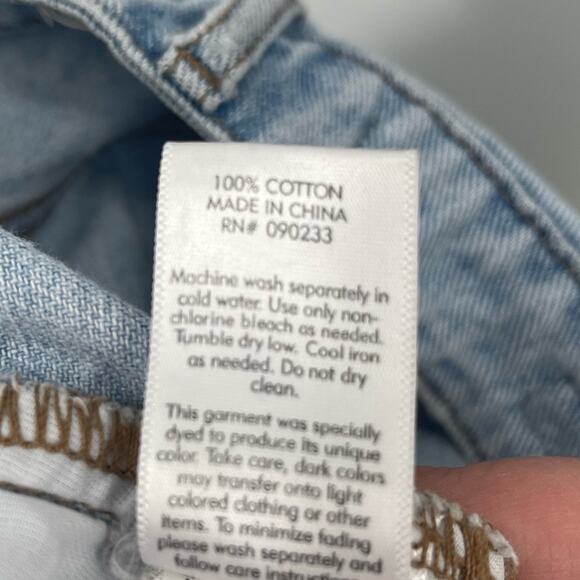 100% COTTON
MADE IN CHINA
RN# 090233
Machine wash separately in
cold water. Use only non-
chlorine bleach as needed.
Tumble dry low. Cool iron
as needed. Do not dry
clean.
This garment was specially
dyed to produce its unique
color. Take care, dark colors
may transfer onto light
colored clothing or other
items. To minimize fading
please wash separately and
follow care instructions